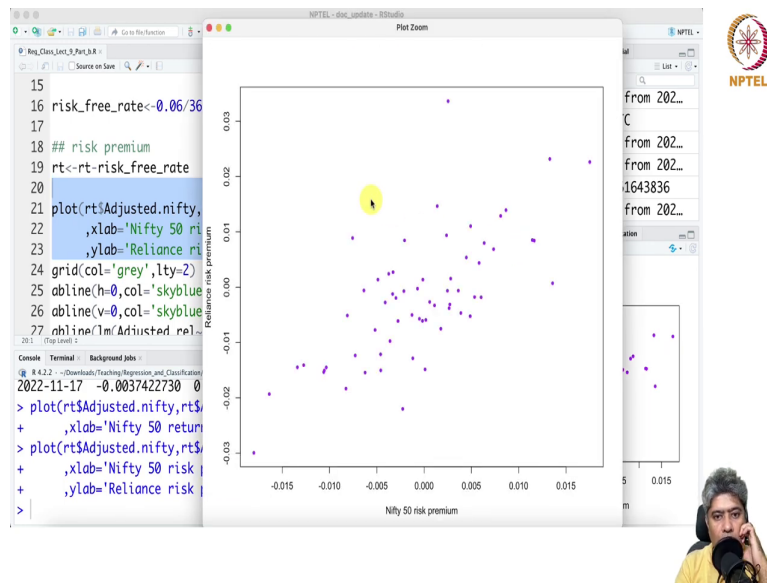 NPTEL - doc_update - RStudio
Go to file/function
NPTEL
Plot Zoom
Reg_Class_Lect_9_Part_b.R
Source on Save
List
15
16 risk_free_rate<-0.06/36
17
18 ## risk premium
19 rt<-rt-risk_free_rate
20
21 plot(rt$Adjusted.nifty,
22 ,xlab='Nifty 50 ri
23 ,ylab='Reliance ri
24 grid(col='grey',lty=2)
25 abline(h=0,col='skyblue
26 abline(v=0,col='skyblue
27 abline(lm(Adjusted.rel~
20:1 (Top Level)
Console Terminal Background Jobs
R 4.2.2 · ~/Downloads/Teaching/Regression_and_Classification/
2022-11-17 -0.0037422730 0
> plot(rt$Adjusted.nifty,rt$A
+ ,xlab='Nifty 50 retur
> plot(rt$Adjusted.nifty,rt$A
+ ,xlab='Nifty 50 risk p
+ ,ylab='Reliance risk p
>
Reliance risk premium
0.03
0.02
0.01
0.00
-0.01
-0.02
-0.03
-0.015 -0.010 -0.005 0.000 0.005 0.010 0.015
Nifty 50 risk premium
from 202...
from 202...
from 202...
1643836
from 202...
0.015
NPTEL